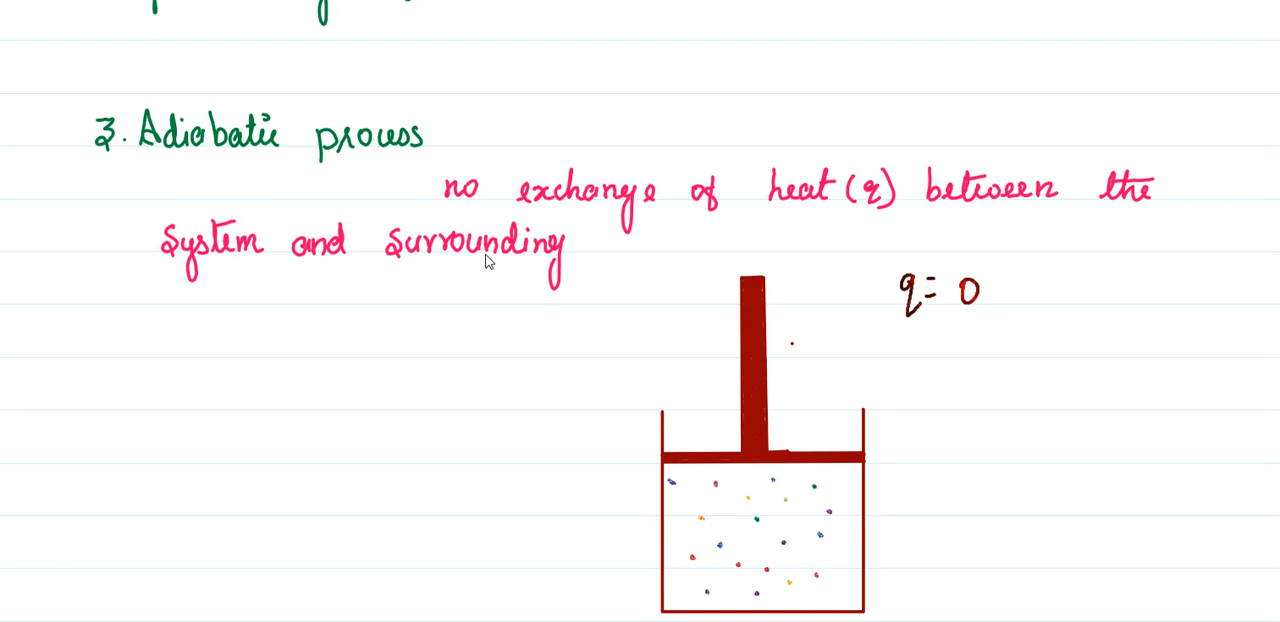 3. Adiabatic process
no exchange of heat (q) between the
system and surrounding
q = 0